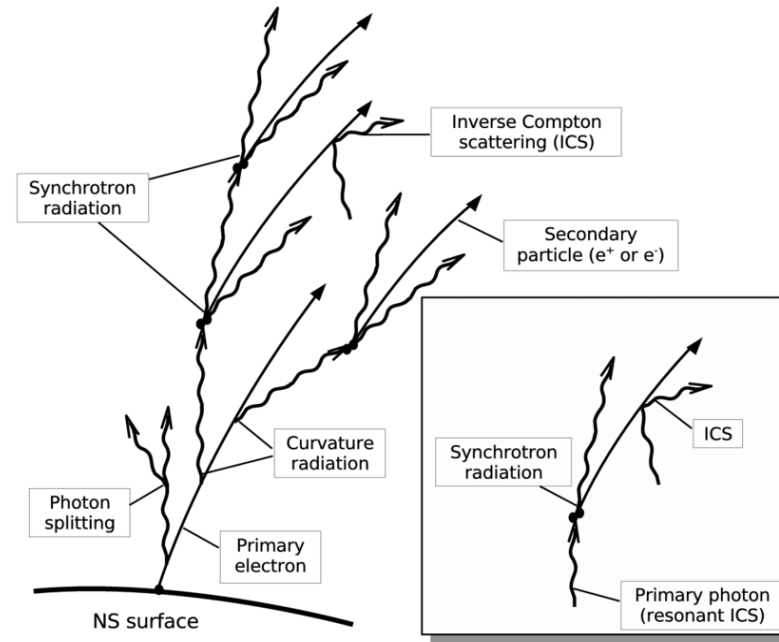 Inverse Compton
scattering (ICS)
Synchrotron
radiation
Secondary
particle (e⁺ or e⁻)
ICS
Curvature
radiation
Synchrotron
radiation
Photon
splitting
Primary
electron
Primary photon
(resonant ICS)
NS surface